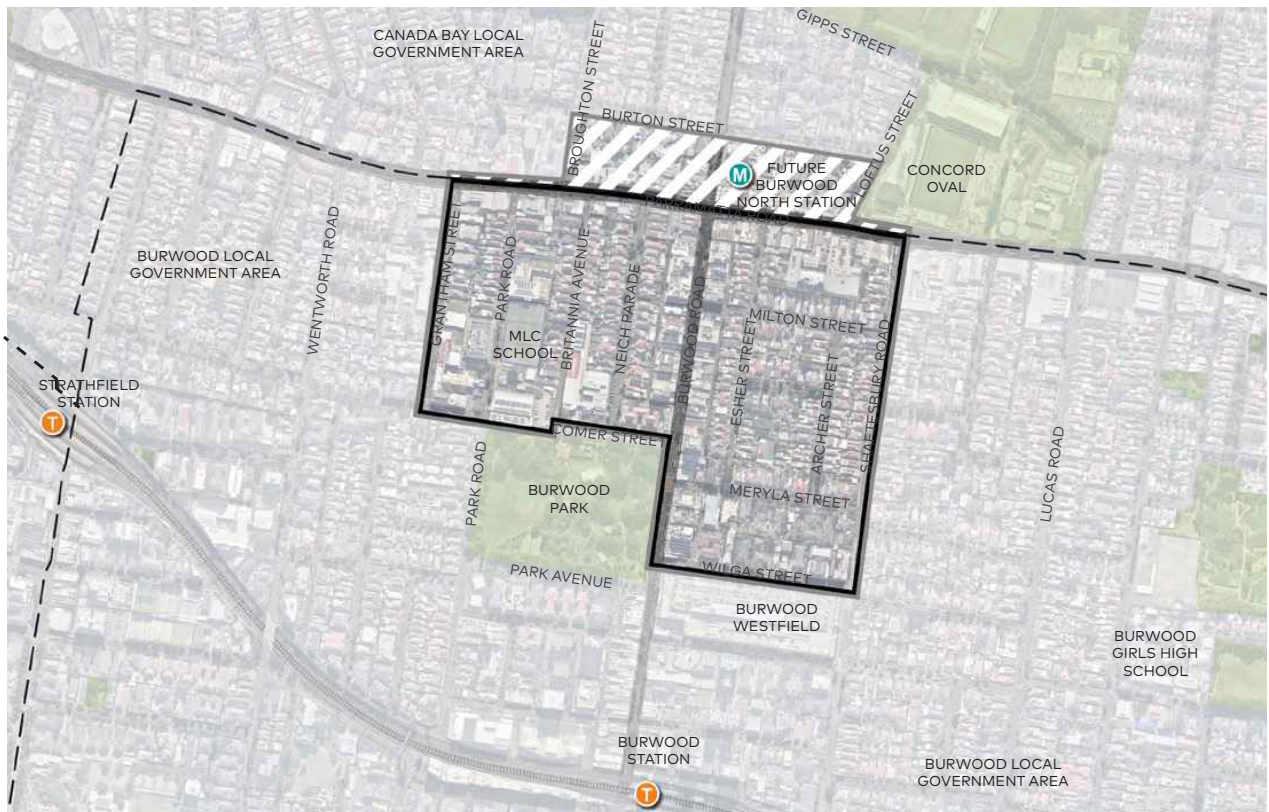 CANADA BAY LOCAL
GOVERNMENT AREA
GIPPS STREET
BROUGHTON STREET
BURTON STREET
LOFTUS STREET
M
FUTURE
BURWOOD
NORTH STATION
CONCORD
OVAL
PARRAMATTA ROAD
BURWOOD LOCAL
GOVERNMENT AREA
WENTWORTH ROAD
GRANTHAM STREET
PARK ROAD
MLC
SCHOOL
BRITANNIA AVENUE
NEICH PARADE
BURWOOD ROAD
MILTON STREET
ESHER STREET
ARCHER STREET
SHAFTESBURY ROAD
STRATHFIELD
STATION
T
COMER STREET
PARK ROAD
BURWOOD
PARK
MERYLA STREET
LUCAS ROAD
PARK AVENUE
WILGA STREET
BURWOOD
WESTFIELD
BURWOOD
GIRLS HIGH
SCHOOL
BURWOOD
STATION
T
BURWOOD LOCAL
GOVERNMENT AREA